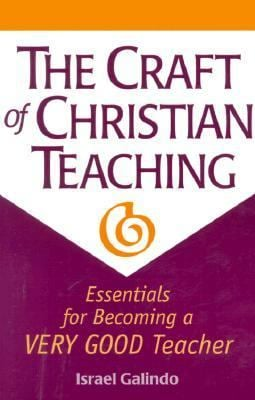 THE CRAFT
of CHRISTIAN
TEACHING
Essentials
for Becoming a
VERY GOOD Teacher
Israel Galindo